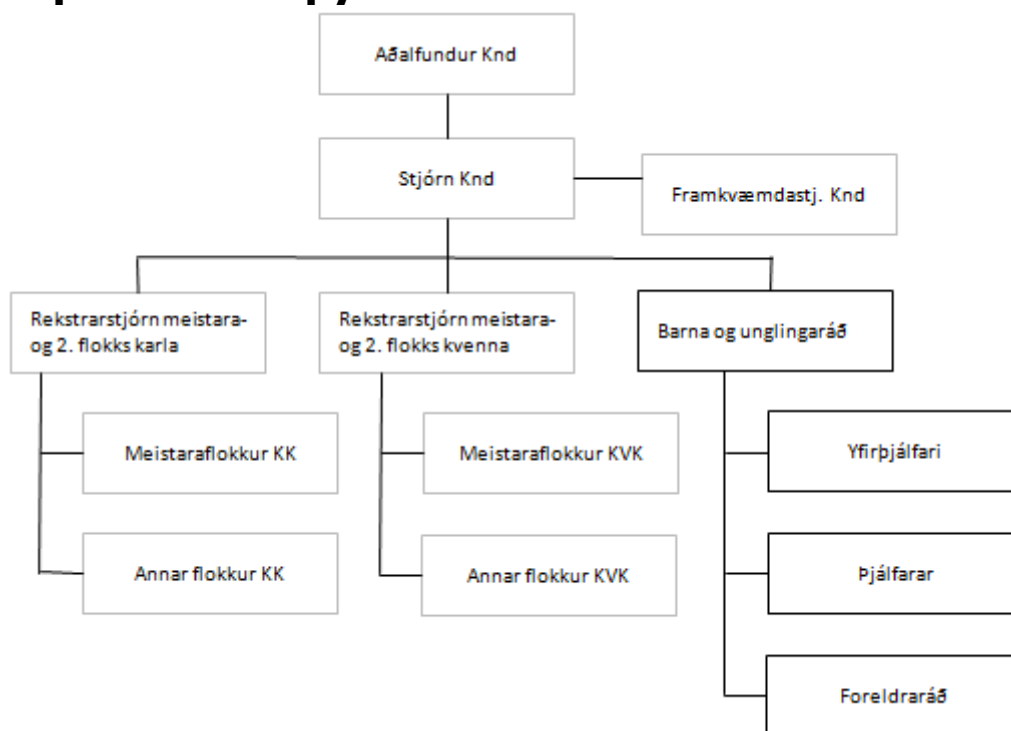 Aðalfundur Knd
Stjórn Knd
Framkvæmdastj. Knd
Rekstrarstjórn meistara-
og 2. flokks karla
Rekstrarstjórn meistara-
og 2. flokks kvenna
Barna og unglingaráð
Meistaraflokkur KK
Meistaraflokkur KVK
Yfirþjálfari
Annar flokkur KK
Annar flokkur KVK
Þjálfarar
Foreldraráð